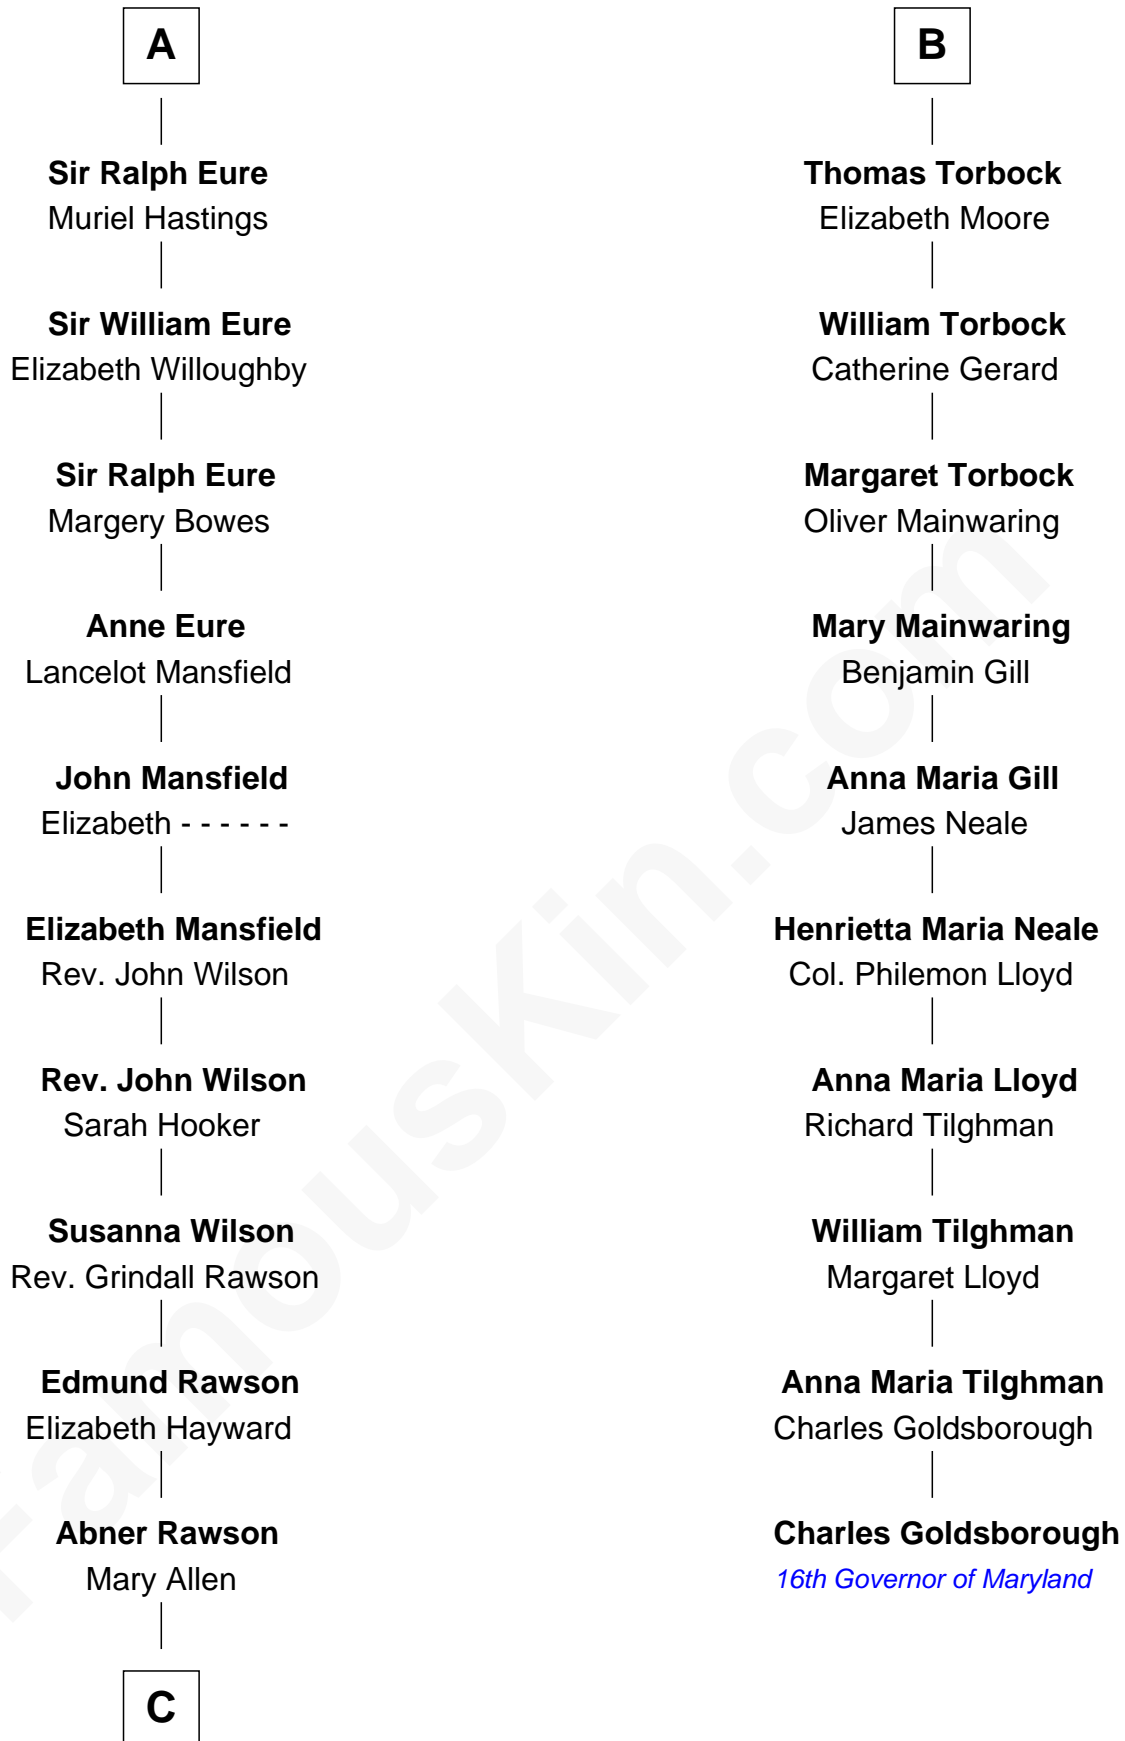 A
Sir Ralph Eure
Muriel Hastings
Sir William Eure
Elizabeth Willoughby
Sir Ralph Eure
Margery Bowes
Anne Eure
Lancelot Mansfield
John Mansfield
Elizabeth - - - - - -
Elizabeth Mansfield
Rev. John Wilson
Rev. John Wilson
Sarah Hooker
Susanna Wilson
Rev. Grindall Rawson
Edmund Rawson
Elizabeth Hayward
Abner Rawson
Mary Allen
C
B
Thomas Torbock
Elizabeth Moore
William Torbock
Catherine Gerard
Margaret Torbock
Oliver Mainwaring
Mary Mainwaring
Benjamin Gill
Anna Maria Gill
James Neale
Henrietta Maria Neale
Col. Philemon Lloyd
Anna Maria Lloyd
Richard Tilghman
William Tilghman
Margaret Lloyd
Anna Maria Tilghman
Charles Goldsborough
Charles Goldsborough
16th Governor of Maryland
FamousKin.com